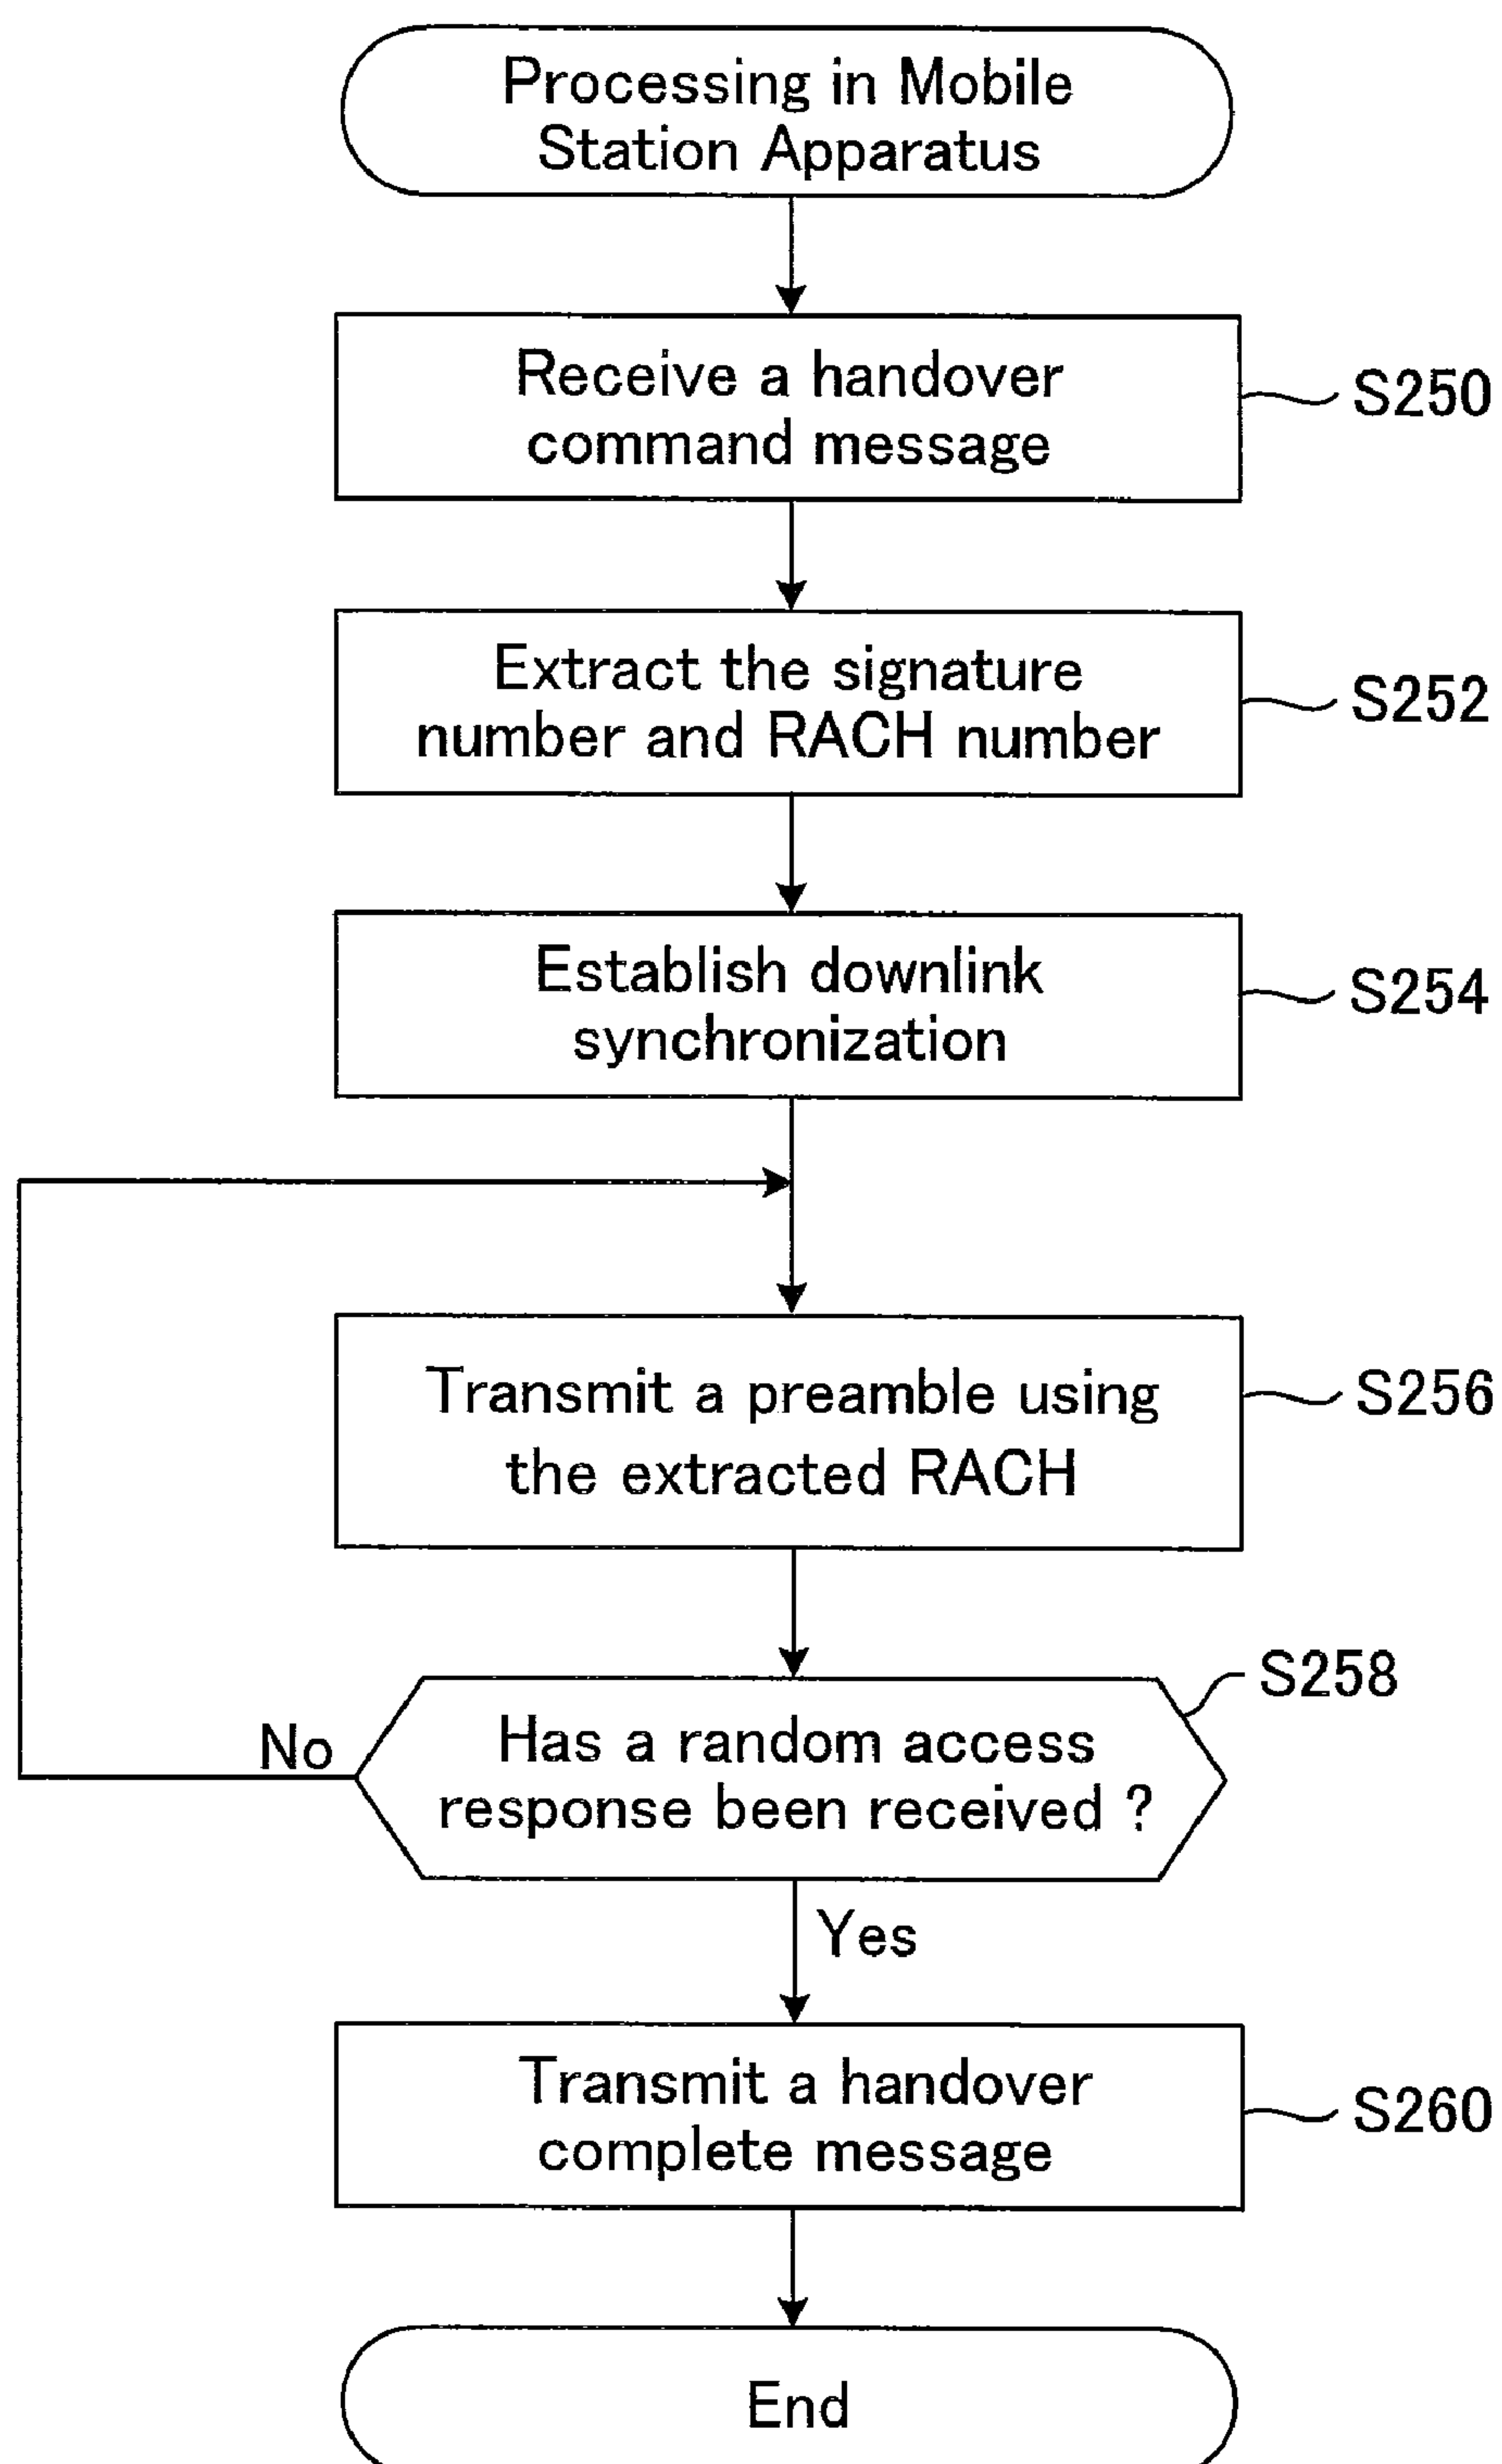 Processing in Mobile
Station Apparatus
Receive a handover
command message
S250
Extract the signature
number and RACH number
S252
Establish downlink
synchronization
S254
Transmit a preamble using
the extracted RACH
S256
S258
Has a random access
response been received ?
No
Yes
Transmit a handover
complete message
S260
End